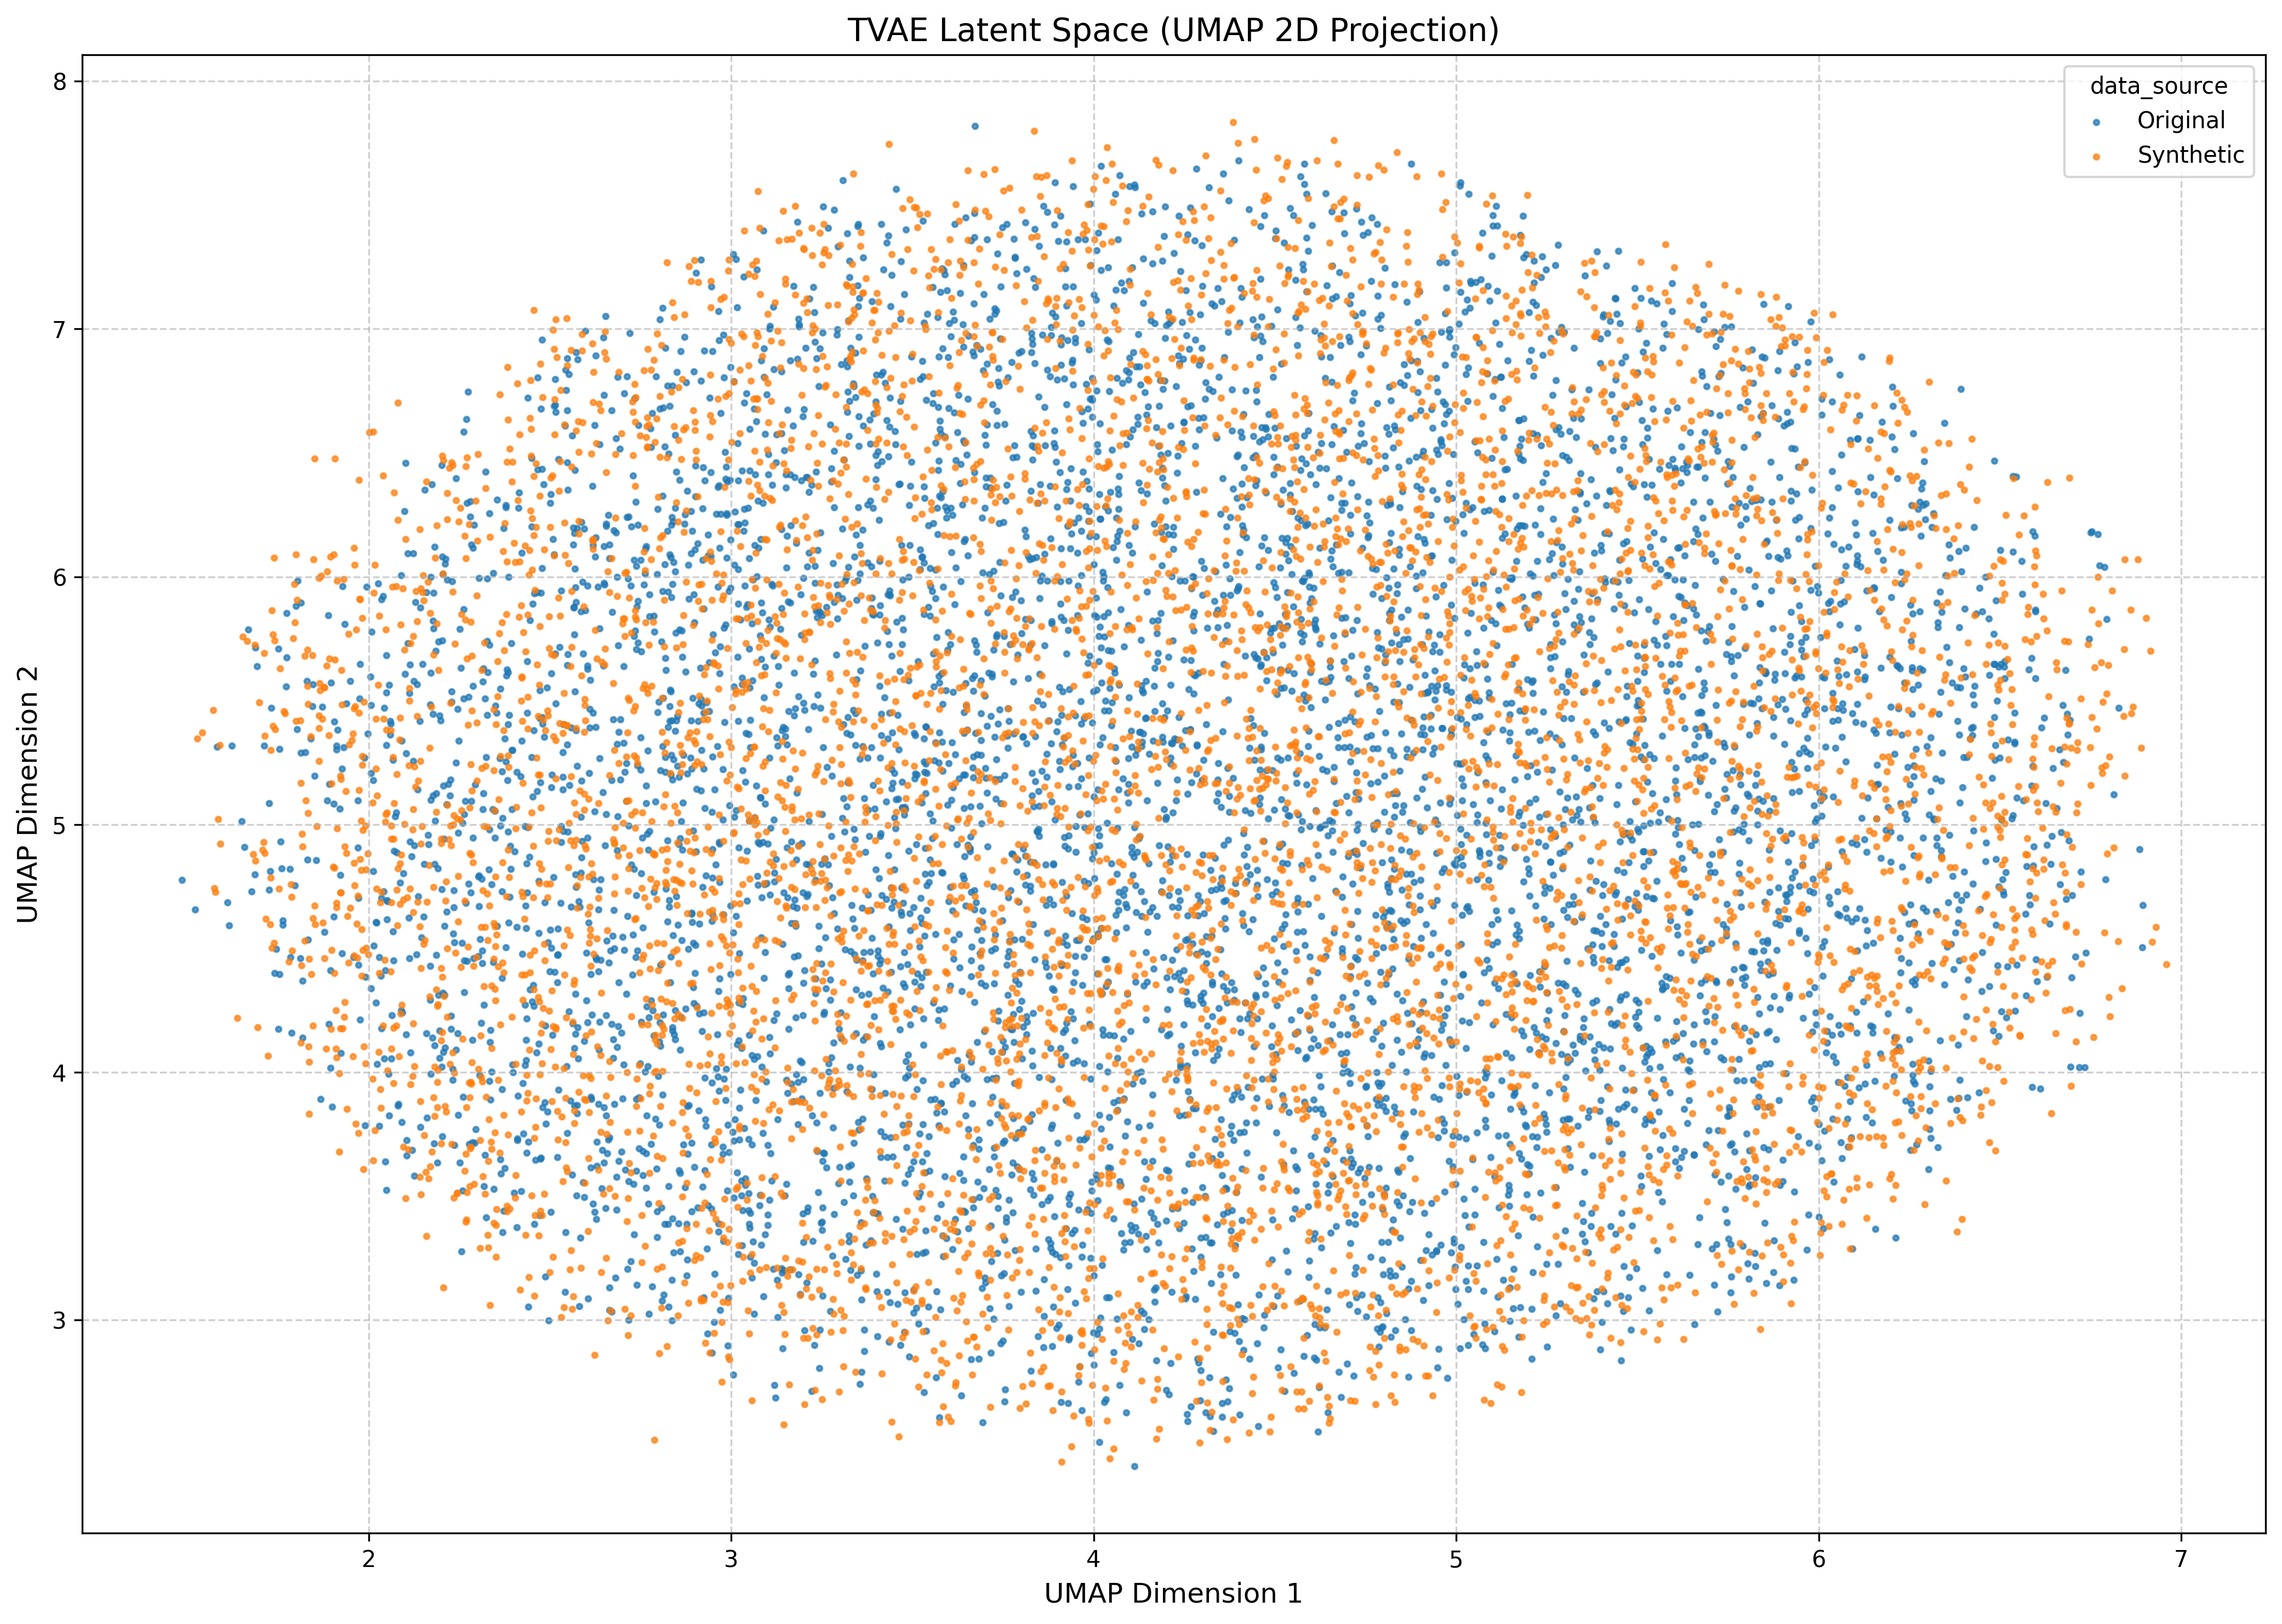 TVAE Latent Space (UMAP 2D Projection)
data_source
Original
Synthetic
UMAP Dimension 2
8
7
6
5
4
3
2
3
4
5
6
7
UMAP Dimension 1